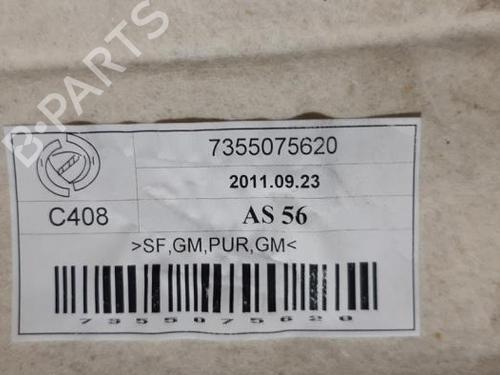 B-PARTS
7355075620
2011.09.23
C408
AS 56
>SF,GM,PUR,GM<
7355075620